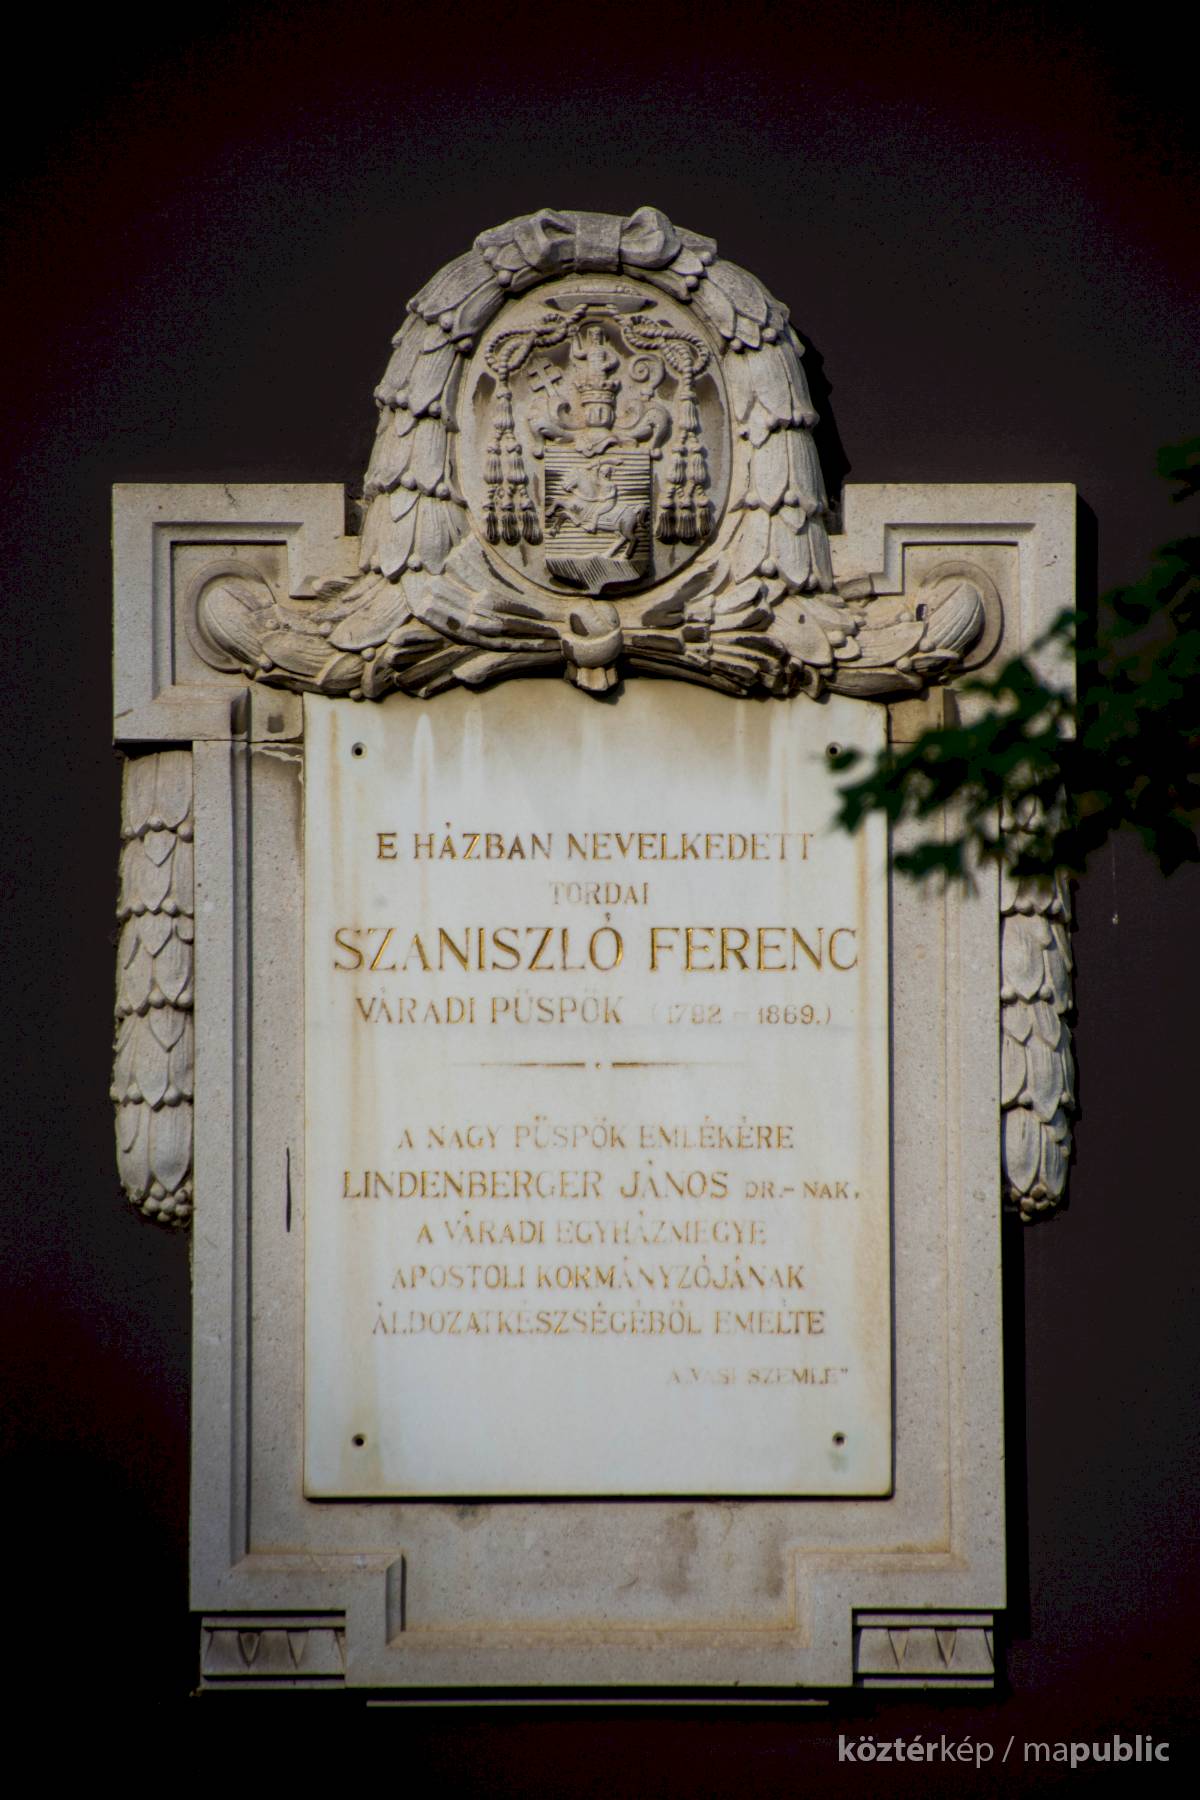 E HÁZBAN NEVELKEDETT
TORDAI
SZANISZLÓ FERENC
VÁRADI PÜSPÖK (1792 – 1869.)
A NAGY PÜSPÖK EMLÉKÉRE
LINDENBERGER JÁNOS DR.- NAK,
A VÁRADI EGYHÁZMEGYE
APOSTOLI KORMÁNYZÓJÁNAK
ÁLDOZATKÉSZSÉGÉBŐL EMELTE
A „VASI SZEMLE”
köztérkép / mapublic